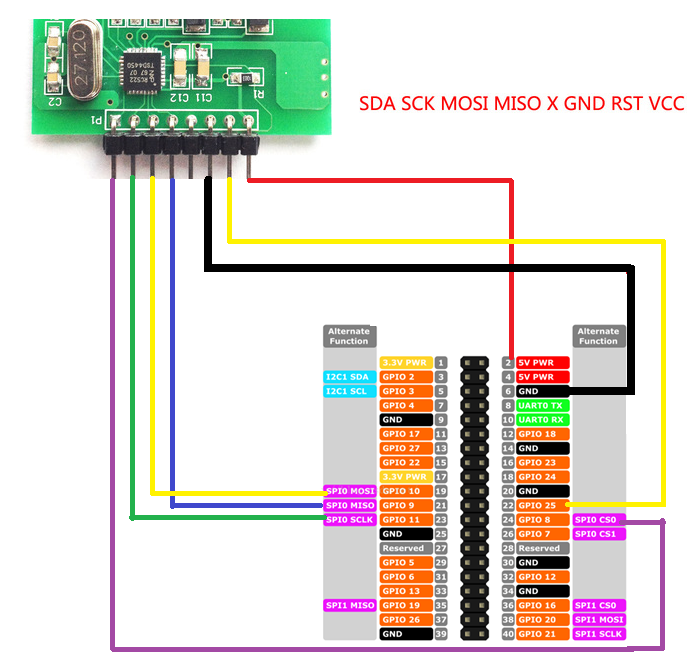 27.120
RC522
C2
C12
C11
R1
P1
SDA SCK MOSI MISO X GND RST VCC
Alternate
Function
Alternate
Function
3.3V PWR 1 2 5V PWR
I2C1 SDA GPIO 2 3 4 5V PWR
I2C1 SCL GPIO 3 5 6 GND
GPIO 4 7 8 UART0 TX
GND 9 10 UART0 RX
GPIO 17 11 12 GPIO 18
GPIO 27 13 14 GND
GPIO 22 15 16 GPIO 23
3.3V PWR 17 18 GPIO 24
SPI0 MOSI GPIO 10 19 20 GND
SPI0 MISO GPIO 9 21 22 GPIO 25
SPI0 SCLK GPIO 11 23 24 GPIO 8 SPI0 CS0
GND 25 26 GPIO 7 SPI0 CS1
Reserved 27 28 Reserved
GPIO 5 29 30 GND
GPIO 6 31 32 GPIO 12
GPIO 13 33 34 GND
SPI1 MISO GPIO 19 35 36 GPIO 16 SPI1 CS0
GPIO 26 37 38 GPIO 20 SPI1 MOSI
GND 39 40 GPIO 21 SPI1 SCLK